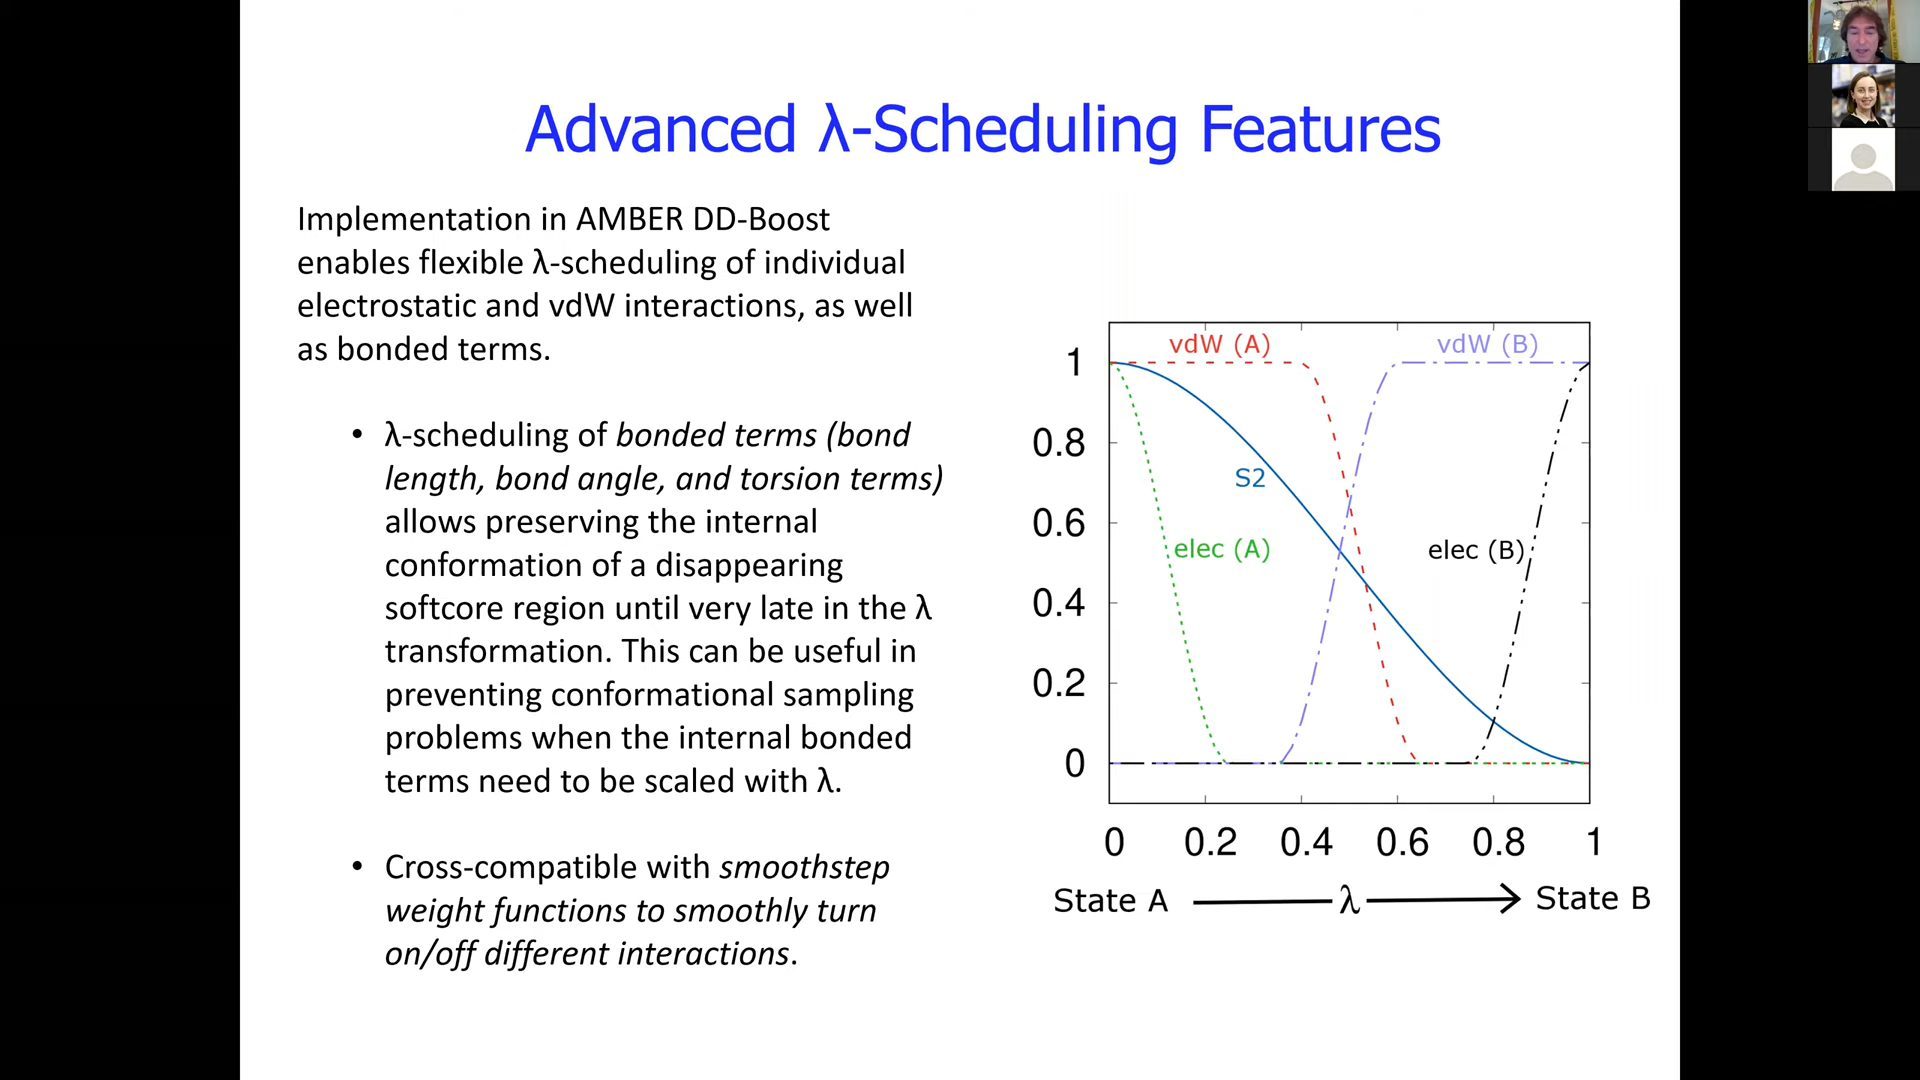 Advanced λ-Scheduling Features
Implementation in AMBER DD-Boost
enables flexible λ-scheduling of individual
electrostatic and vdW interactions, as well
as bonded terms.
• λ-scheduling of bonded terms (bond
length, bond angle, and torsion terms)
allows preserving the internal
conformation of a disappearing
softcore region until very late in the λ
transformation. This can be useful in
preventing conformational sampling
problems when the internal bonded
terms need to be scaled with λ.
• Cross-compatible with smoothstep
weight functions to smoothly turn
on/off different interactions.
vdW (A)
vdW (B)
1
0.8
S2
0.6
elec (A)
elec (B)
0.4
0.2
0
0 0.2 0.4 0.6 0.8 1
State A λ State B